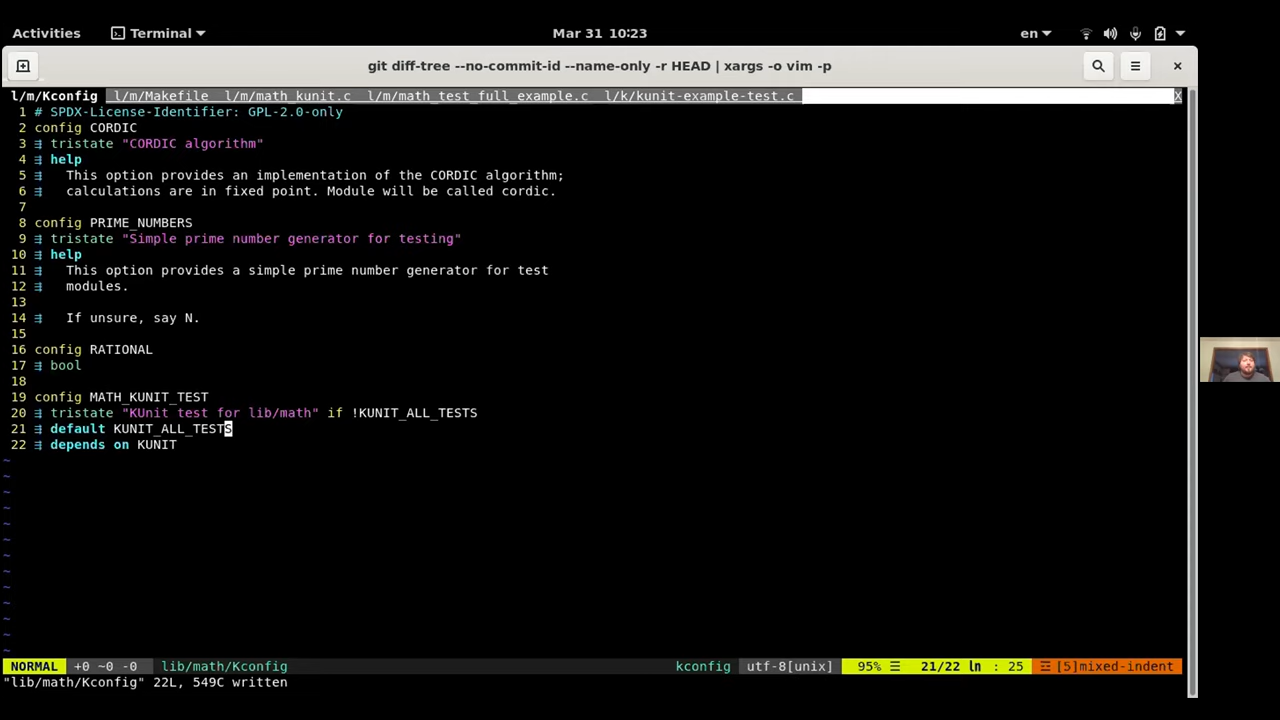 Activities Terminal Mar 31 10:23 en
git diff-tree --no-commit-id --name-only -r HEAD | xargs -o vim -p
l/m/Kconfig l/m/Makefile l/m/math_kunit.c l/m/math_test_full_example.c l/k/kunit-example-test.c X
1 # SPDX-License-Identifier: GPL-2.0-only
2 config CORDIC
3 tristate "CORDIC algorithm"
4 help
5 This option provides an implementation of the CORDIC algorithm;
6 calculations are in fixed point. Module will be called cordic.
7
8 config PRIME_NUMBERS
9 tristate "Simple prime number generator for testing"
10 help
11 This option provides a simple prime number generator for test
12 modules.
13
14 If unsure, say N.
15
16 config RATIONAL
17 bool
18
19 config MATH_KUNIT_TEST
20 tristate "KUnit test for lib/math" if !KUNIT_ALL_TESTS
21 default KUNIT_ALL_TESTS
22 depends on KUNIT
~
~
~
~
~
~
~
~
~
~
~
~
~
NORMAL +0 ~0 -0 lib/math/Kconfig kconfig utf-8[unix] 95% ☰ 21/22 ln : 25 ☲ [5]mixed-indent
"lib/math/Kconfig" 22L, 549C written